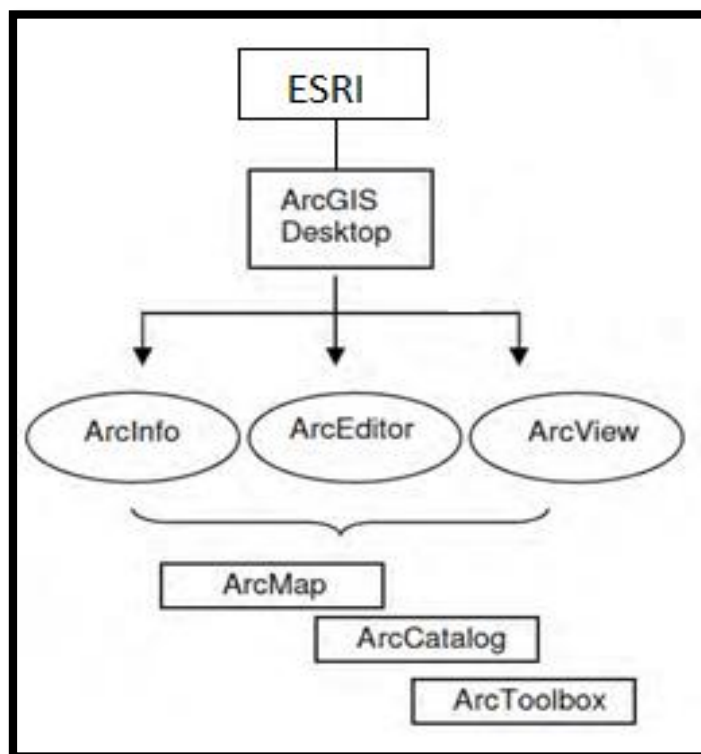 ESRI
ArcGIS
Desktop
ArcInfo
ArcEditor
ArcView
ArcMap
ArcCatalog
ArcToolbox